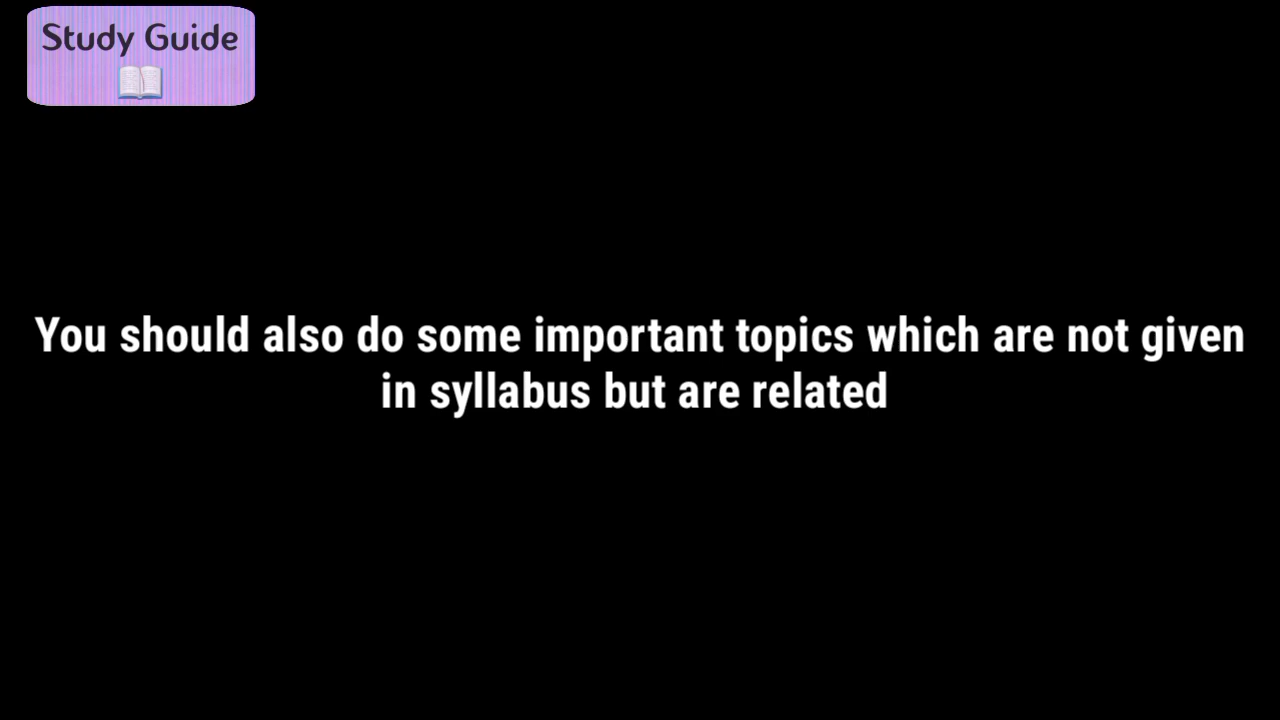 Study Guide
You should also do some important topics which are not given
in syllabus but are related